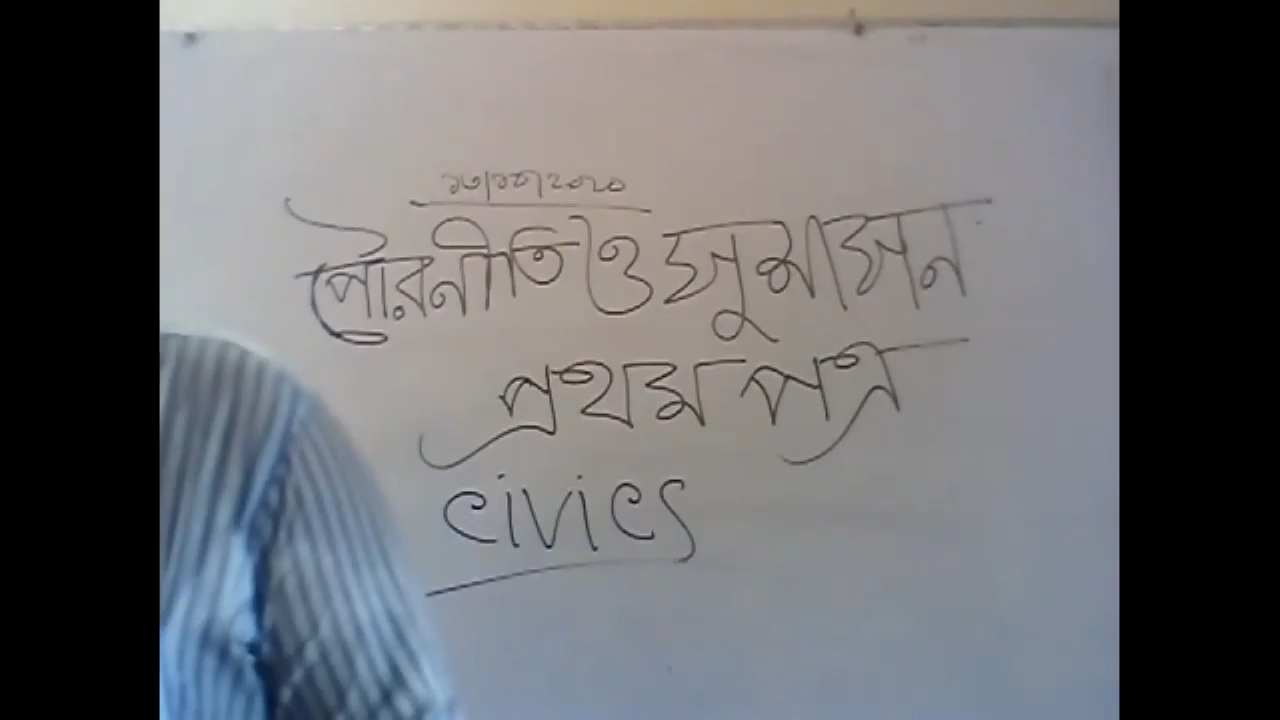 পৌরনীতি ও সুশাসন
প্রথম পত্র
civics